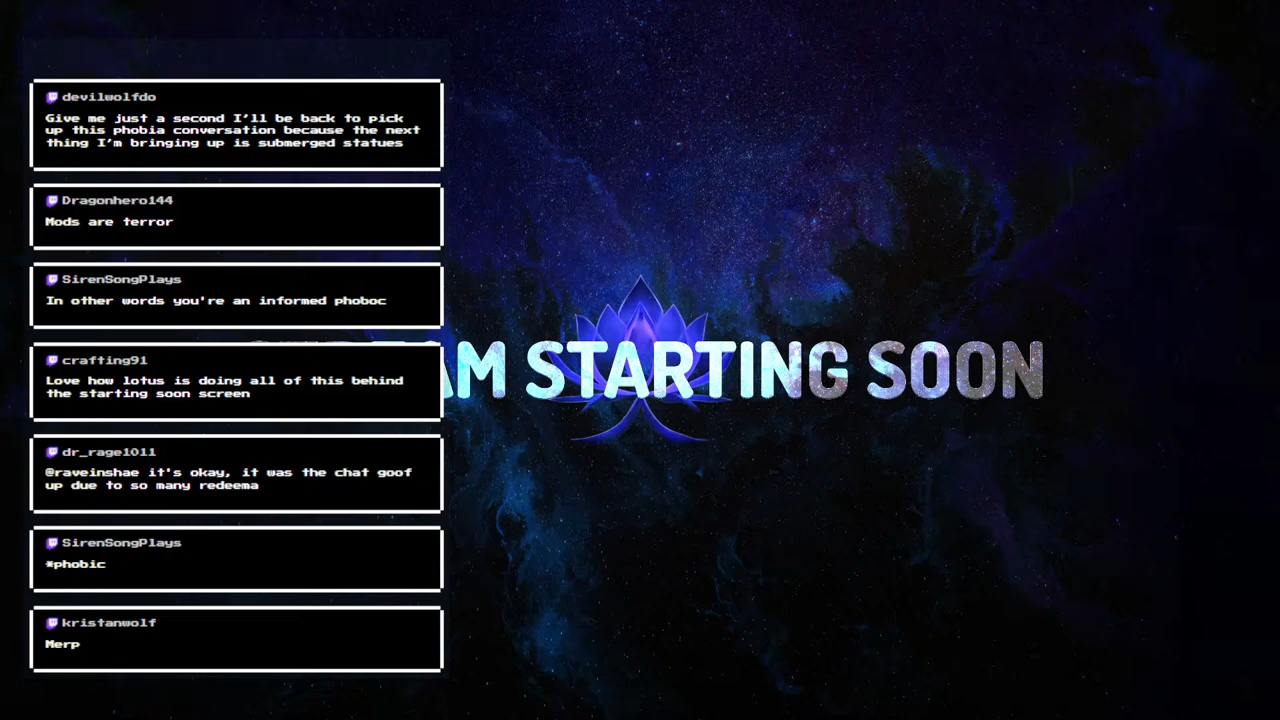 devilwolfdo
Give me just a second I'll be back to pick
up this phobia conversation because the next
thing I'm bringing up is submerged statues
Dragonhero144
Mods are terror
SirenSongPlays
In other words you're an informed phoboc
crafting91
Love how lotus is doing all of this behind
the starting soon screen
dr_rage1011
@raveinshae it's okay, it was the chat goof
up due to so many redeema
SirenSongPlays
*phobic
kristanwolf
Merp
AM STARTING SOON